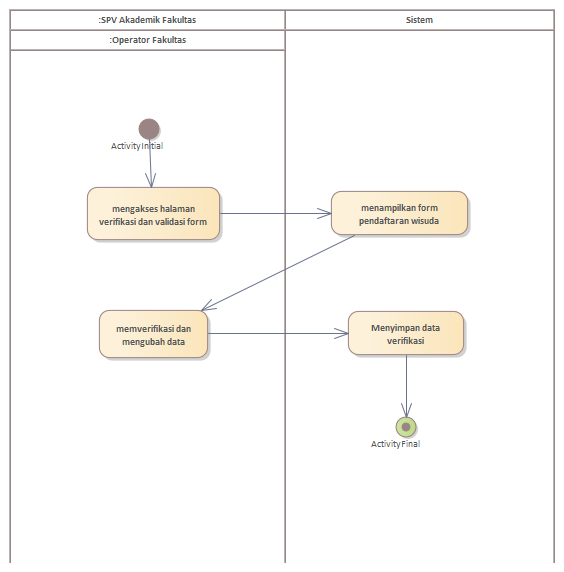 :SPV Akademik Fakultas
Sistem
:Operator Fakultas
ActivityInitial
mengakses halaman
verifikasi dan validasi form
menampilkan form
pendaftaran wisuda
memverifikasi dan
mengubah data
Menyimpan data
verifikasi
ActivityFinal